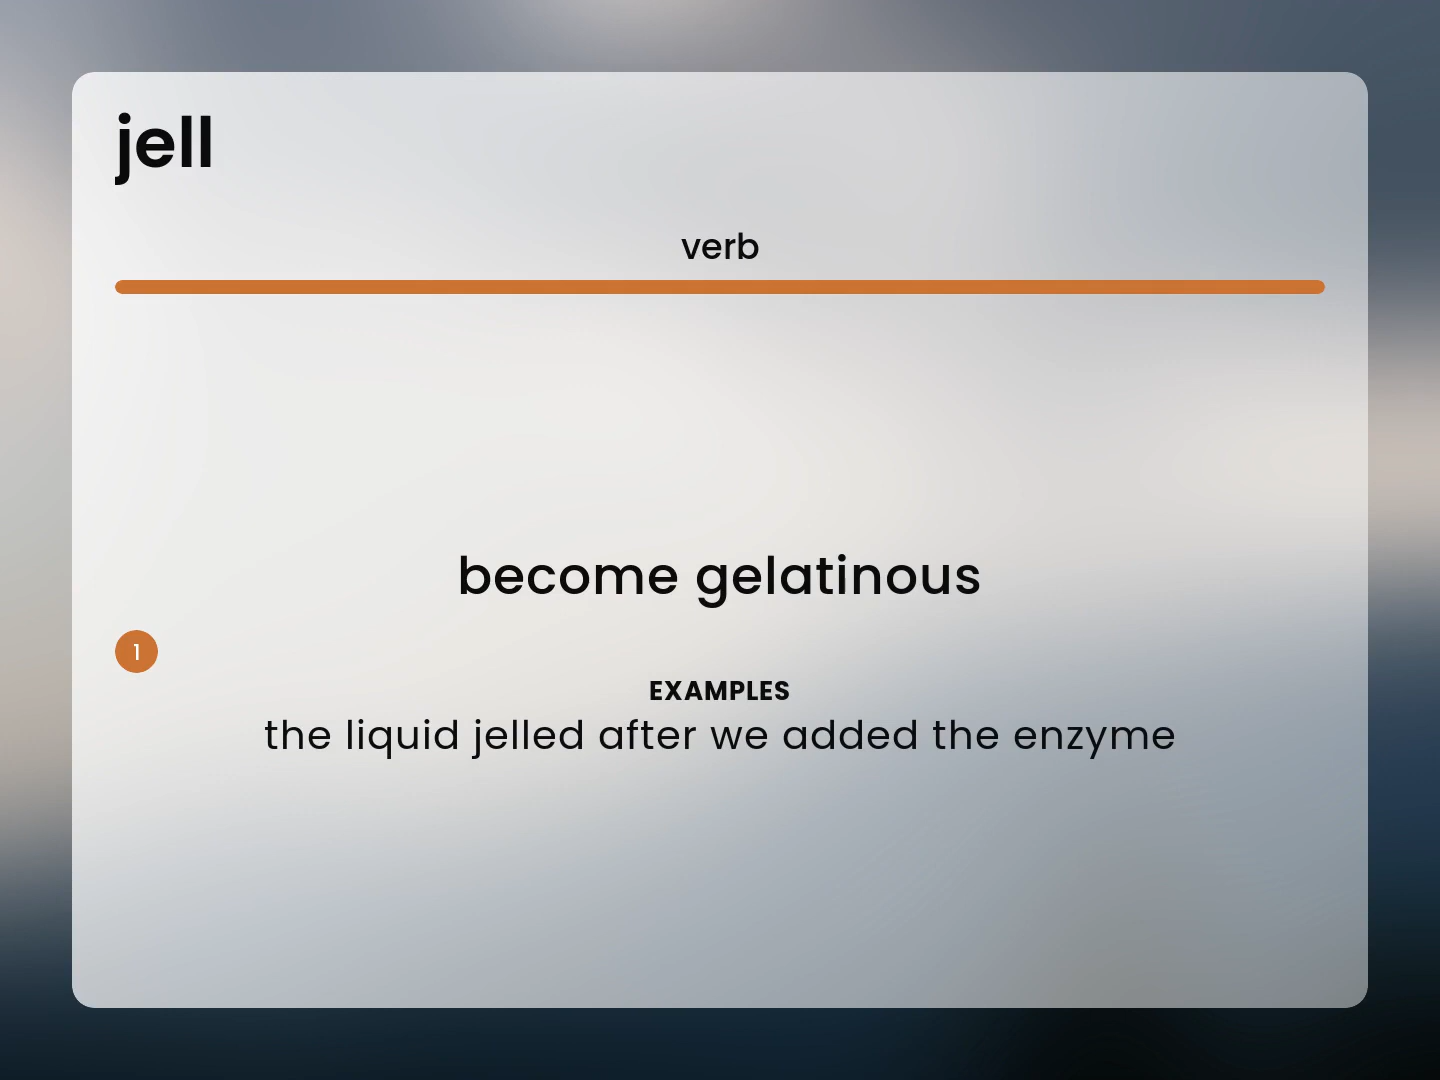 jell
verb
become gelatinous
1
EXAMPLES
the liquid jelled after we added the enzyme